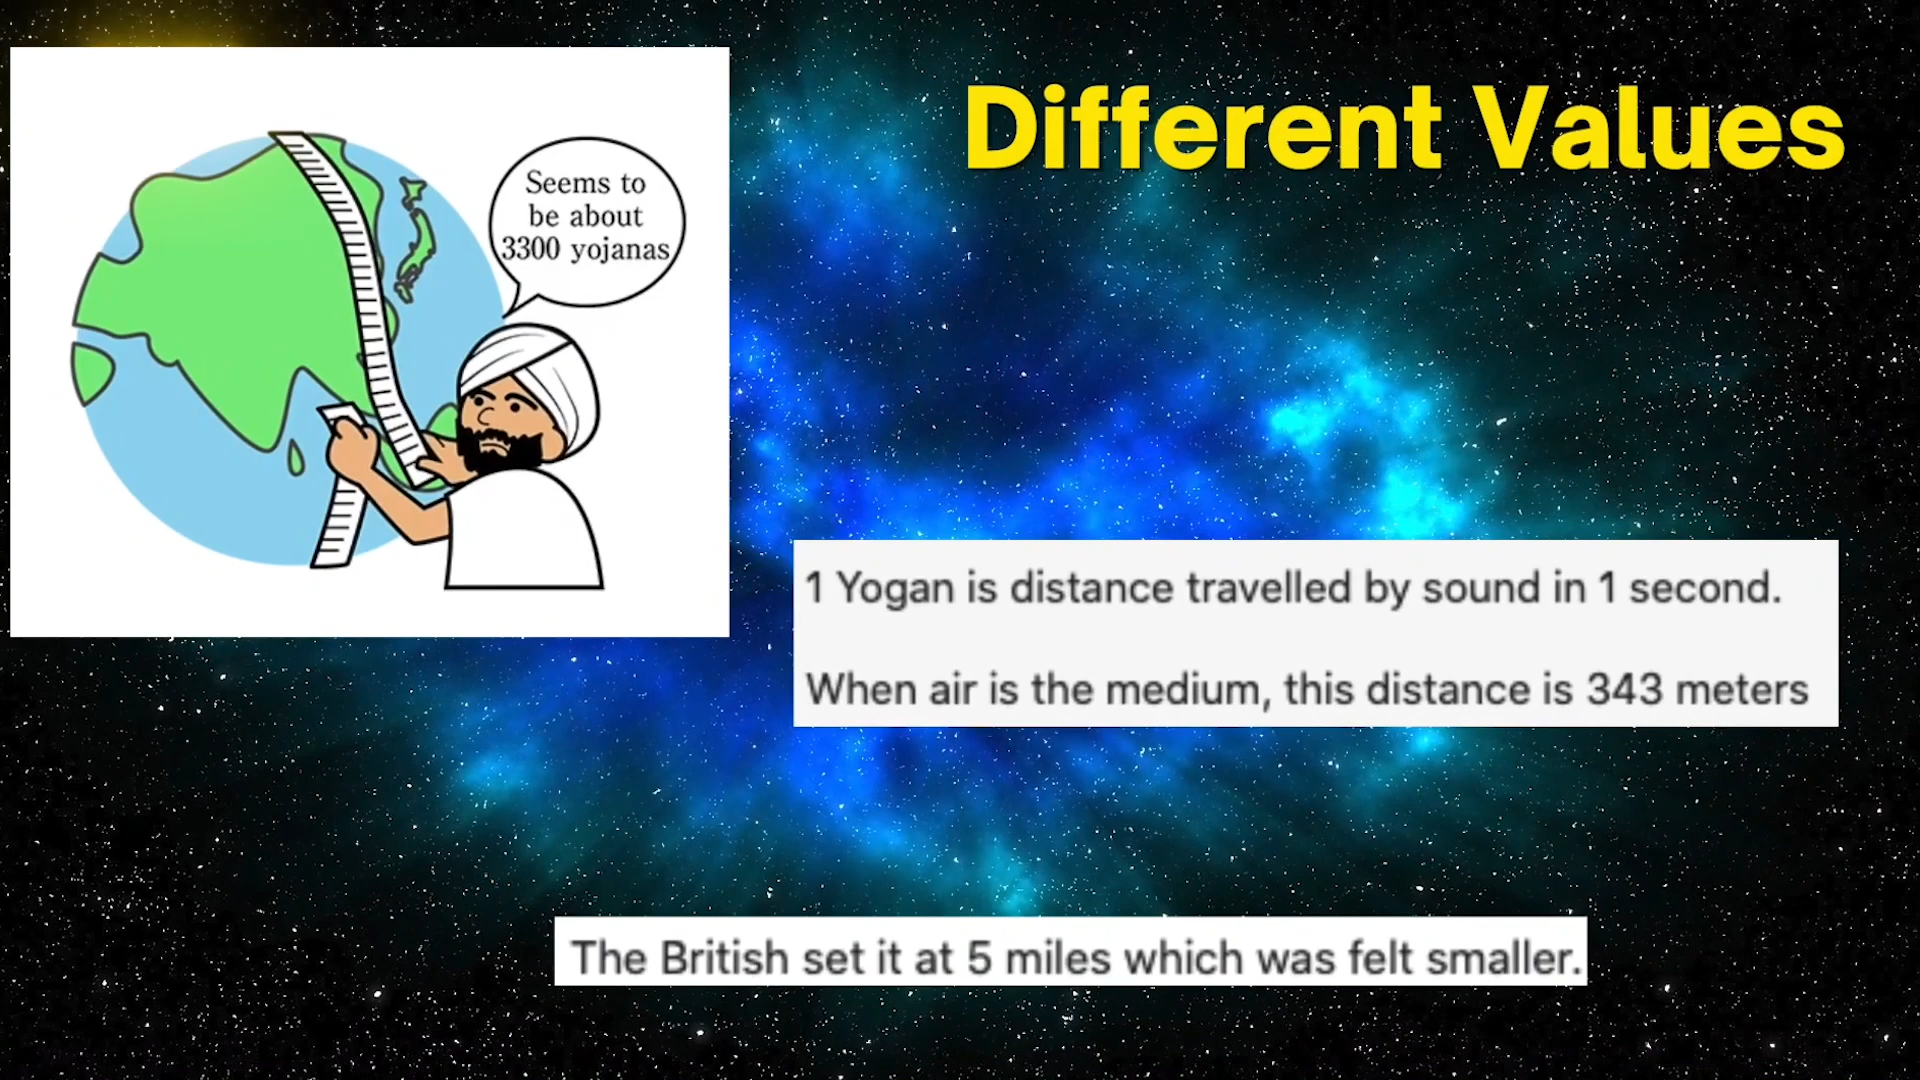 Different Values
Seems to
be about
3300 yojanas
1 Yogan is distance travelled by sound in 1 second.
When air is the medium, this distance is 343 meters
The British set it at 5 miles which was felt smaller.